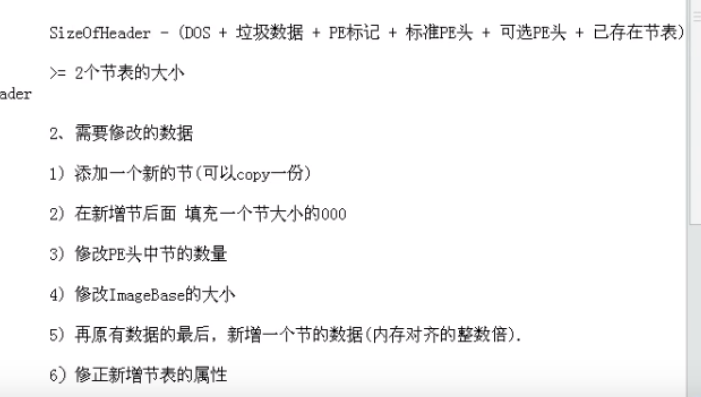 SizeOfHeader - (DOS + 垃圾数据 + PE标记 + 标准PE头 + 可选PE头 + 已存在节表)
>= 2个节表的大小
ader
2、需要修改的数据
1) 添加一个新的节(可以copy一份)
2) 在新增节后面 填充一个节大小的000
3) 修改PE头中节的数量
4) 修改ImageBase的大小
5) 再原有数据的最后，新增一个节的数据(内存对齐的整数倍).
6) 修正新增节表的属性